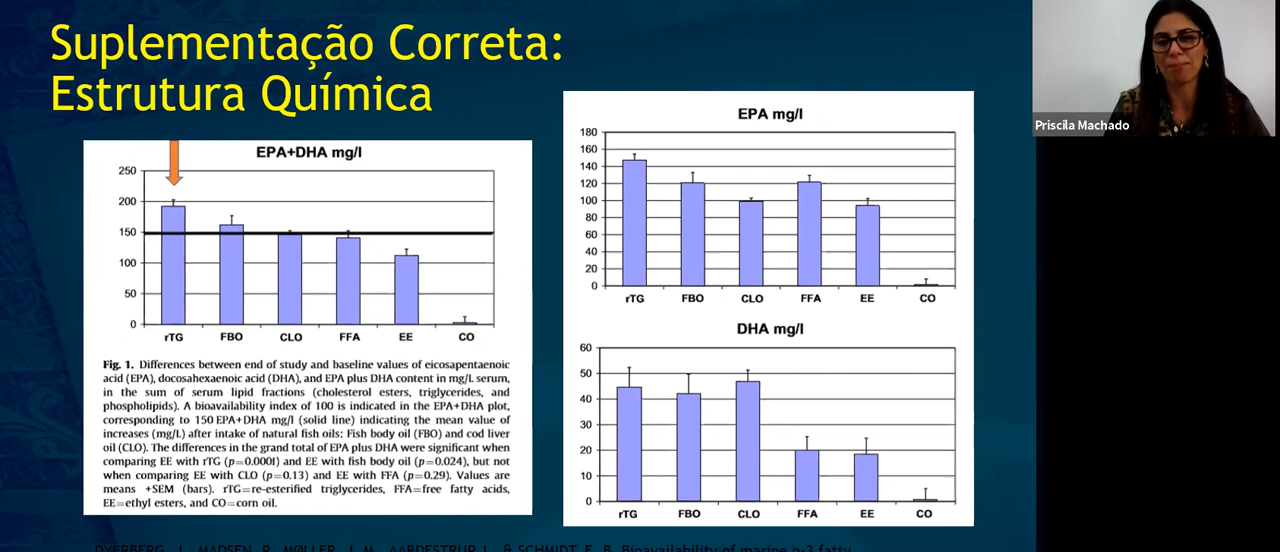 Suplementação Correta:
Estrutura Química
EPA+DHA mg/l
250
200
150
100
50
0
rTG FBO CLO FFA EE CO
Fig. 1. Differences between end of study and baseline values of eicosapentaenoic
acid (EPA), docosahexaenoic acid (DHA), and EPA plus DHA content in mg/L serum,
in the sum of serum lipid fractions (cholesterol esters, triglycerides, and
phospholipids). A bioavailability index of 100 is indicated in the EPA+DHA plot,
corresponding to 150 EPA+DHA mg/l (solid line) indicating the mean value of
increases (mg/L) after intake of natural fish oils: Fish body oil (FBO) and cod liver
oil (CLO). The differences in the grand total of EPA plus DHA were significant when
comparing EE with rTG (p=0.0001) and EE with fish body oil (p=0.024), but not
when comparing EE with CLO (p=0.13) and EE with FFA (p=0.29). Values are
means +SEM (bars). rTG=re-esterified triglycerides, FFA=free fatty acids,
EE=ethyl esters, and CO=corn oil.
EPA mg/l
180
160
140
120
100
80
60
40
20
0
rTG FBO CLO FFA EE CO
DHA mg/l
60
50
40
30
20
10
0
rTG FBO CLO FFA EE CO
DYERBERG, J., MADSEN, P., MØLLER, J. M., AARDESTRUP, I., & SCHMIDT, E. B. Bioavailability of marine n-3 fatty
Priscila Machado